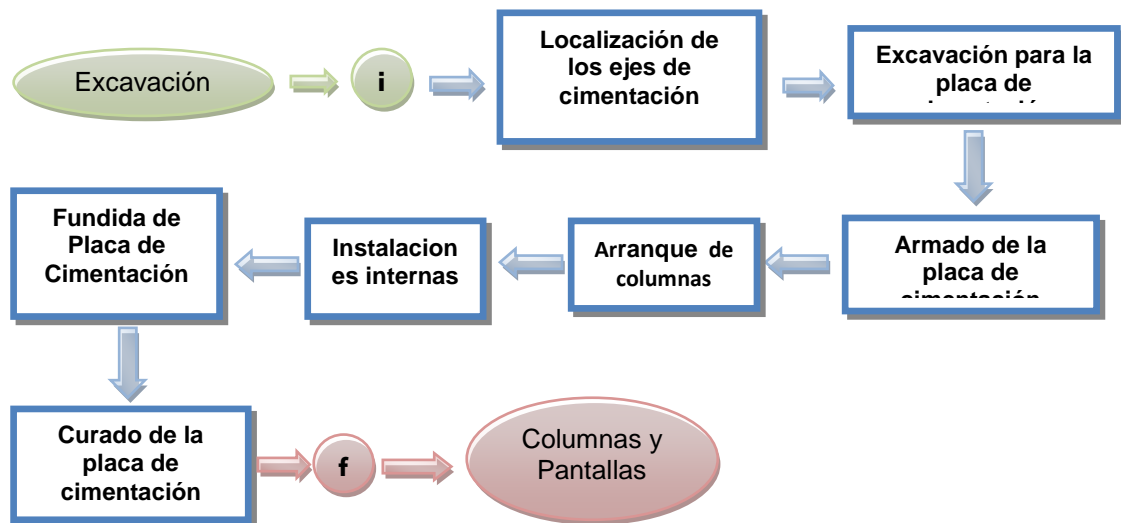 Excavación
i
Localización de
los ejes de
cimentación
Excavación para la
placa de
Armado de la
placa de
cimentación
Arranque de
columnas
Instalacion
es internas
Fundida de
Placa de
Cimentación
Curado de la
placa de
cimentación
f
Columnas y
Pantallas